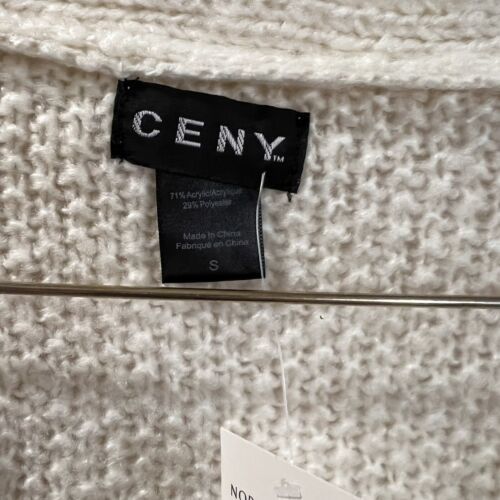 CENY™
71% Acrylic/Acrylique
29% Polyester
Made in China
Fabriqué en China
S